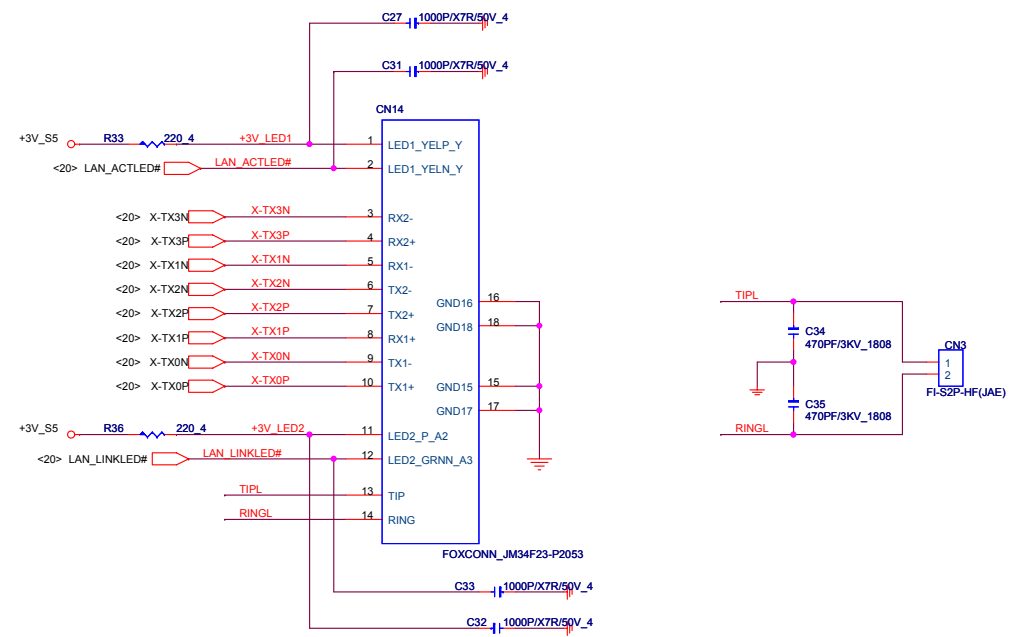 C27 1000P/X7R/50V_4
C31 1000P/X7R/50V_4
CN14
+3V_S5 R33 220_4 +3V_LED1 1 LED1_YELP_Y
<20> LAN_ACTLED# LAN_ACTLED# 2 LED1_YELN_Y
<20> X-TX3N X-TX3N 3 RX2-
<20> X-TX3P X-TX3P 4 RX2+
<20> X-TX1N X-TX1N 5 RX1-
<20> X-TX2N X-TX2N 6 TX2-
<20> X-TX2P X-TX2P 7 TX2+
<20> X-TX1P X-TX1P 8 RX1+
<20> X-TX0N X-TX0N 9 TX1-
<20> X-TX0P X-TX0P 10 TX1+
GND16 16
GND18 18
GND15 15
GND17 17
+3V_S5 R36 220_4 +3V_LED2 11 LED2_P_A2
<20> LAN_LINKLED# LAN_LINKLED# 12 LED2_GRNN_A3
TIPL 13 TIP
RINGL 14 RING
FOXCONN_JM34F23-P2053
C33 1000P/X7R/50V_4
C32 1000P/X7R/50V_4
TIPL
C34
470PF/3KV_1808
CN3
1
2
FI-S2P-HF(JAE)
C35
470PF/3KV_1808
RINGL